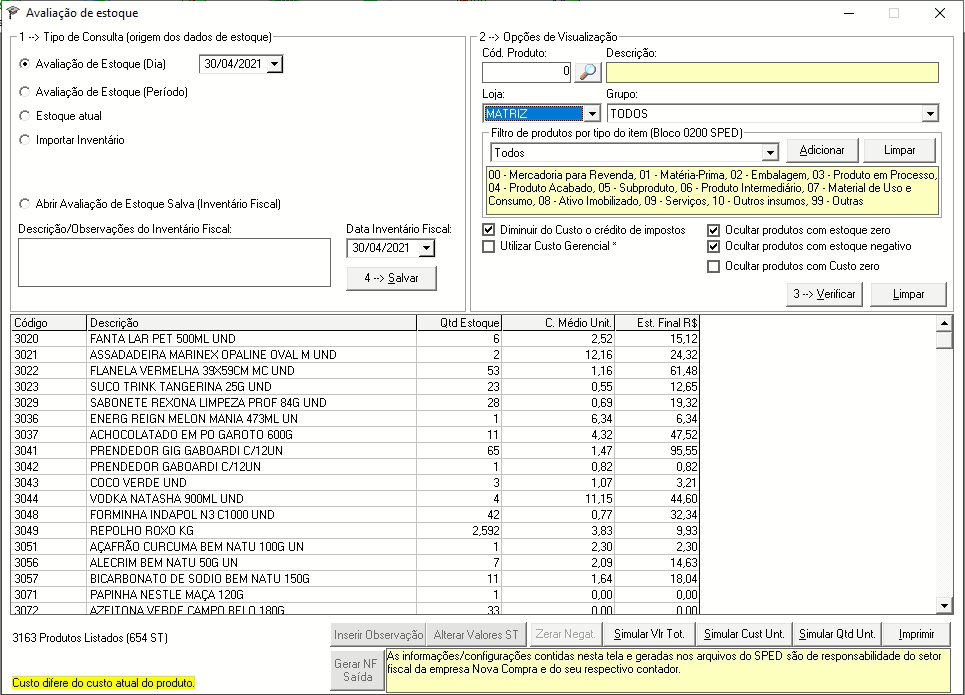 Avaliação de estoque
1 --> Tipo de Consulta (origem dos dados de estoque)
Avaliação de Estoque (Dia)
30/04/2021
Avaliação de Estoque (Período)
Estoque atual
Importar Inventário
Abrir Avaliação de Estoque Salva (Inventário Fiscal)
Descrição/Observações do Inventário Fiscal:
Data Inventário Fiscal:
30/04/2021
4 --> Salvar
2 --> Opções de Visualização
Cód. Produto:
Descrição:
0
Loja:
Grupo:
MATRIZ
TODOS
Filtro de produtos por tipo do item (Bloco 0200 SPED)
Todos
Adicionar
Limpar
00 - Mercadoria para Revenda, 01 - Matéria-Prima, 02 - Embalagem, 03 - Produto em Processo,
04 - Produto Acabado, 05 - Subproduto, 06 - Produto Intermediário, 07 - Material de Uso e
Consumo, 08 - Ativo Imobilizado, 09 - Serviços, 10 - Outros insumos, 99 - Outras
Diminuir do Custo o crédito de impostos
Ocultar produtos com estoque zero
Utilizar Custo Gerencial *
Ocultar produtos com estoque negativo
Ocultar produtos com Custo zero
3 --> Verificar
Limpar
Código Descrição Qtd Estoque C. Médio Unit. Est. Final R$
3020 FANTA LAR PET 500ML UND 6 2,52 15,12
3021 ASSADADEIRA MARINEX OPALINE OVAL M UND 2 12,16 24,32
3022 FLANELA VERMELHA 39X59CM MC UND 53 1,16 61,48
3023 SUCO TRINK TANGERINA 25G UND 23 0,55 12,65
3029 SABONETE REXONA LIMPEZA PROF 84G UND 28 0,69 19,32
3036 ENERG REIGN MELON MANIA 473ML UN 1 6,34 6,34
3037 ACHOCOLATADO EM PO GAROTO 600G 11 4,32 47,52
3041 PRENDEDOR GIG GABOARDI C/12UN 65 1,47 95,55
3042 PRENDEDOR GABOARDI C/12UN 1 0,82 0,82
3043 COCO VERDE UND 3 1,07 3,21
3044 VODKA NATASHA 900ML UND 4 11,15 44,60
3048 FORMINHA INDAPOL N3 C1000 UND 42 0,77 32,34
3049 REPOLHO ROXO KG 2,592 3,83 9,93
3051 AÇAFRÃO CURCUMA BEM NATU 100G UN 1 2,30 2,30
3056 ALECRIM BEM NATU 50G UN 7 2,09 14,63
3057 BICARBONATO DE SODIO BEM NATU 150G 11 1,64 18,04
3071 PAPINHA NESTLE MAÇA 120G 1 0,00 0,00
3072 AZEITONA VERDE CAMPO BELO 180G 33 0,00 0,00
3163 Produtos Listados (654 ST)
Inserir Observação
Alterar Valores ST
Zerar Negat.
Simular Vlr Tot.
Simular Cust Unt.
Simular Qtd Unt.
Imprimir
Gerar NF
Saída
As informações/configurações contidas nesta tela e geradas nos arquivos do SPED são de responsabilidade do setor
fiscal da empresa Nova Compra e do seu respectivo contador.
Custo difere do custo atual do produto.